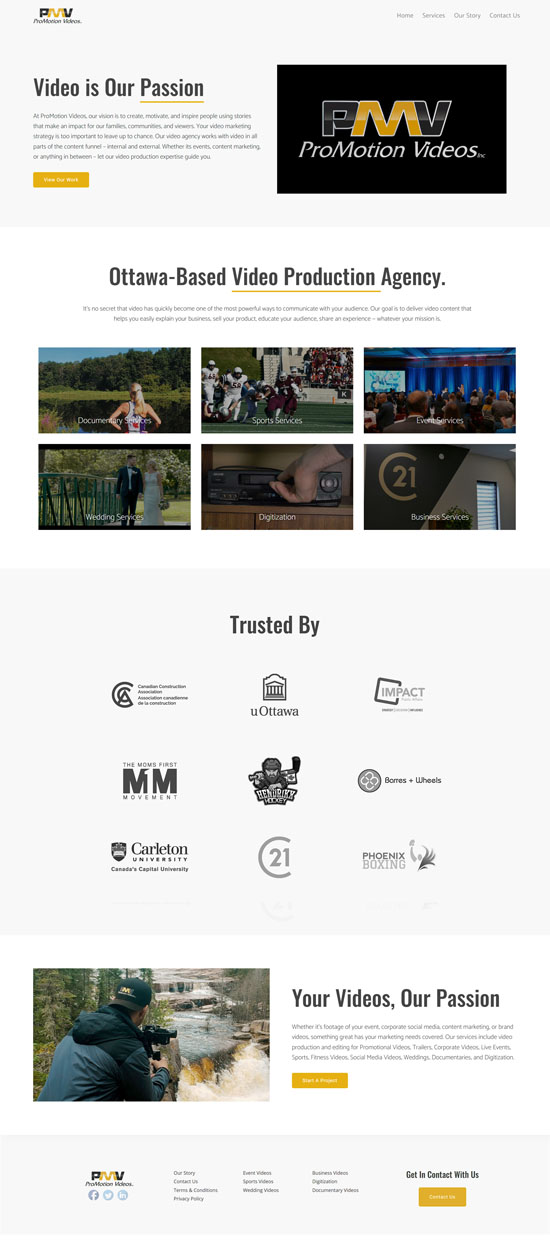 PMV
ProMotion Videos.
Home Services Our Story Contact Us
Video is Our Passion
At ProMotion Videos, our vision is to create, motivate, and inspire people using stories
that make an impact for our families, communities, and viewers. Your video marketing
strategy is too important to leave up to chance. Our video agency works with video in all
parts of the content funnel – internal and external. Whether its events, content marketing,
or anything in between – let our video production expertise guide you.
View Our Work
PMV
ProMotion Videos Inc
Ottawa-Based Video Production Agency.
It's no secret that video has quickly become one of the most powerful ways to communicate with your audience. Our goal is to deliver video content that
helps you easily explain your business, sell your product, educate your audience, share an experience – whatever your mission is.
Documentary Services
Sports Services
K
Event Services
Wedding Services
Digitization
C21
Business Services
Trusted By
Canadian Construction
Association
Association canadienne
de la construction
uOttawa
IMPACT
THE MOMS FIRST
MM
MOVEMENT
HENDRIKX
HOCKEY
Barres + Wheels
Carleton
UNIVERSITY
Canada's Capital University
C21
PHOENIX
BOXING
Your Videos, Our Passion
Whether it's footage of your event, corporate social media, content marketing, or brand
videos, something great has your marketing needs covered. Our services include video
production and editing for Promotional Videos, Trailers, Corporate Videos, Live Events,
Sports, Fitness Videos, Social Media Videos, Weddings, Documentaries, and Digitization.
Start A Project
PMV
PMV
ProMotion Videos.
Our Story
Contact Us
Terms & Conditions
Privacy Policy
Event Videos
Sports Videos
Wedding Videos
Business Videos
Digitization
Documentary Videos
Get In Contact With Us
Contact Us